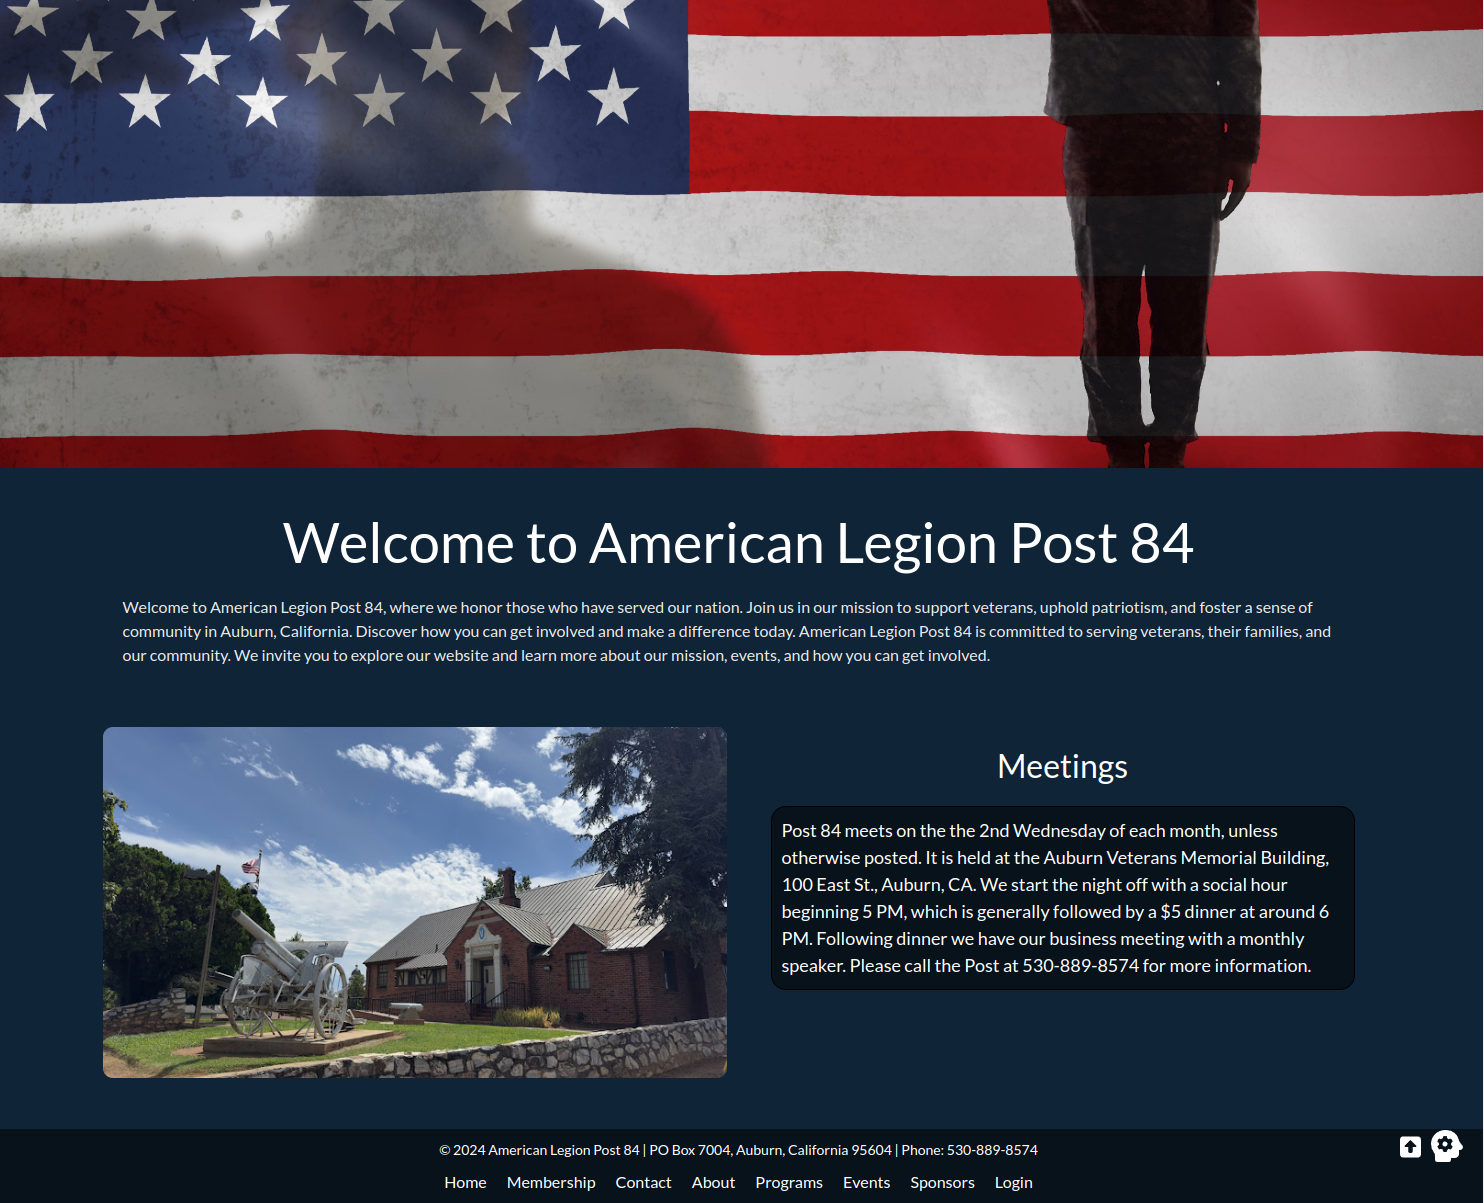 Welcome to American Legion Post 84
Welcome to American Legion Post 84, where we honor those who have served our nation. Join us in our mission to support veterans, uphold patriotism, and foster a sense of
community in Auburn, California. Discover how you can get involved and make a difference today. American Legion Post 84 is committed to serving veterans, their families, and
our community. We invite you to explore our website and learn more about our mission, events, and how you can get involved.
Meetings
Post 84 meets on the the 2nd Wednesday of each month, unless
otherwise posted. It is held at the Auburn Veterans Memorial Building,
100 East St., Auburn, CA. We start the night off with a social hour
beginning 5 PM, which is generally followed by a $5 dinner at around 6
PM. Following dinner we have our business meeting with a monthly
speaker. Please call the Post at 530-889-8574 for more information.
© 2024 American Legion Post 84 | PO Box 7004, Auburn, California 95604 | Phone: 530-889-8574
Home Membership Contact About Programs Events Sponsors Login